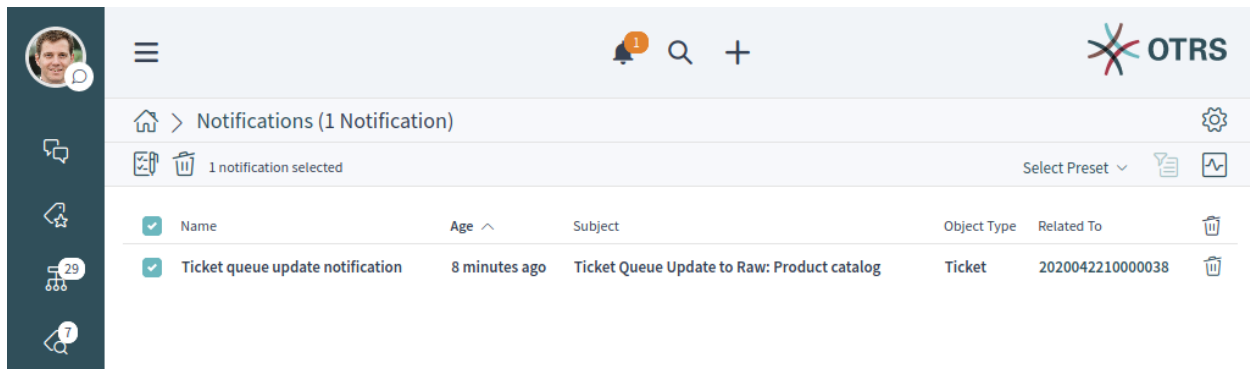 1
OTRS
Notifications (1 Notification)
1 notification selected
Select Preset
Name Age Subject Object Type Related To
Ticket queue update notification 8 minutes ago Ticket Queue Update to Raw: Product catalog Ticket 2020042210000038
29
7